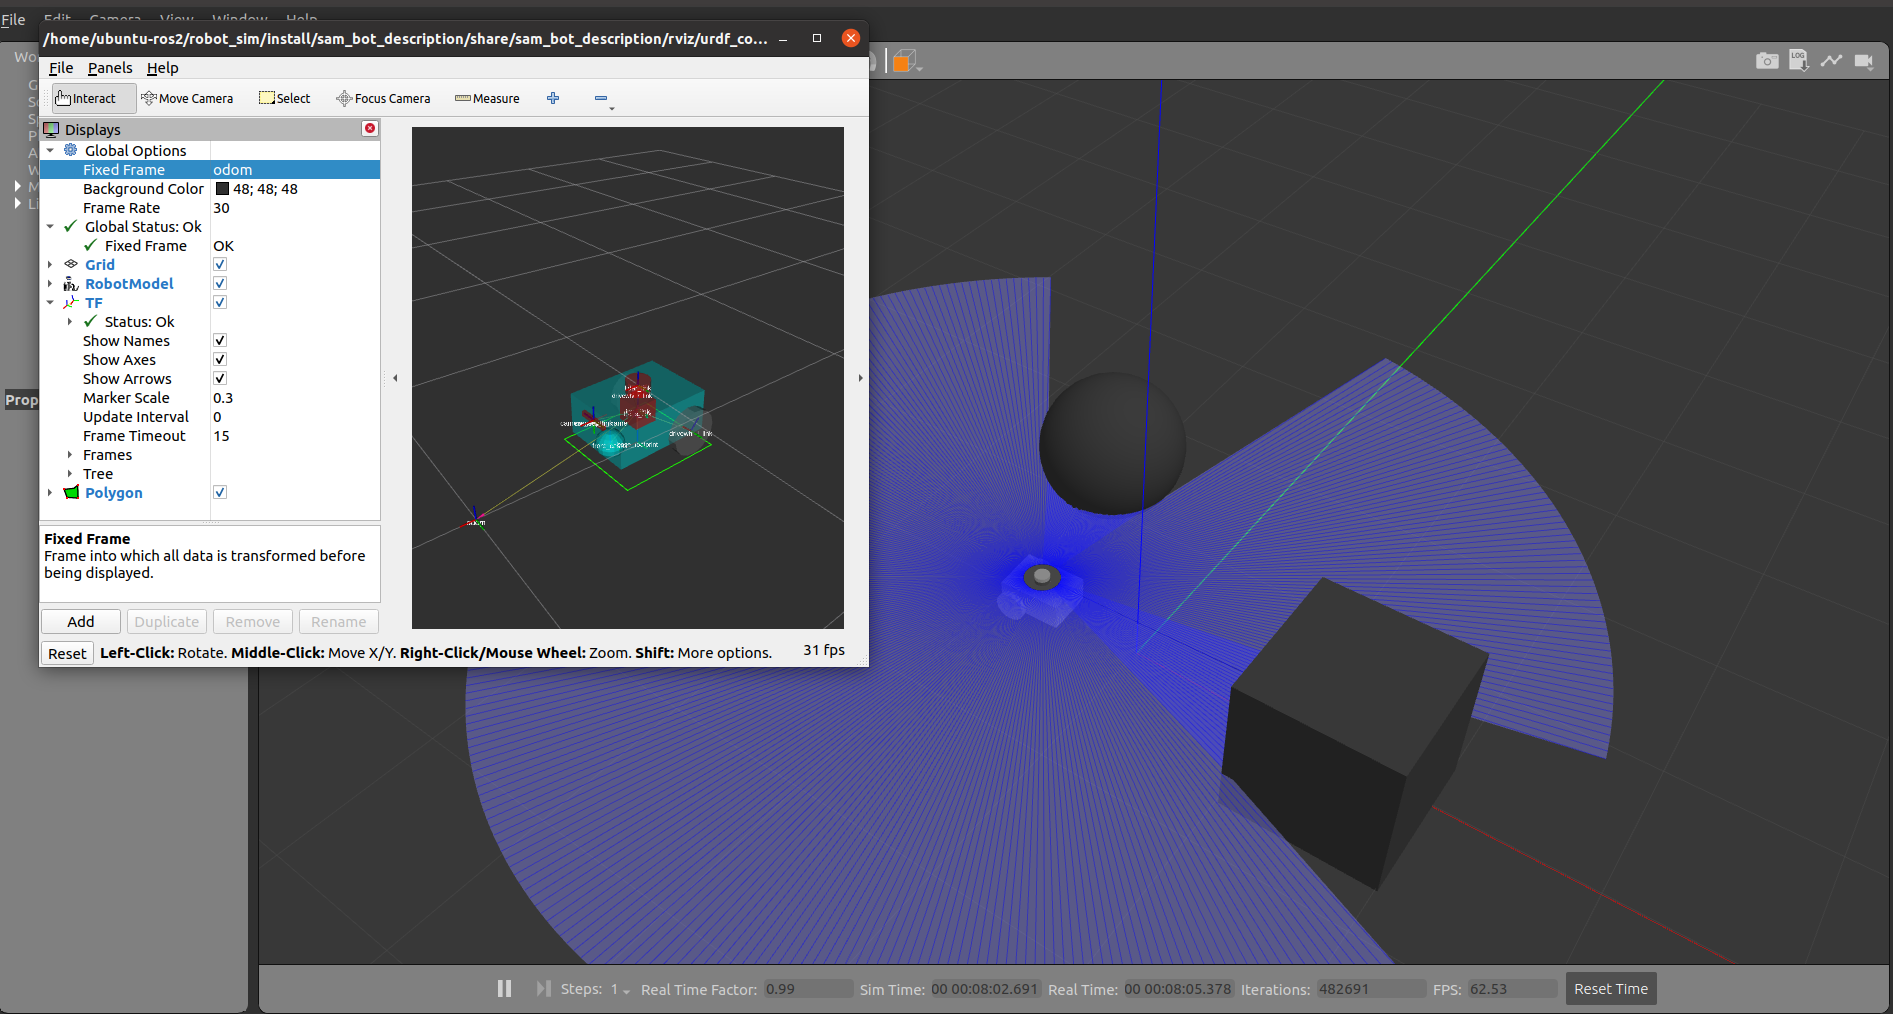 File Edit Camera View Window Help
/home/ubuntu-ros2/robot_sim/install/sam_bot_description/share/sam_bot_description/rviz/urdf_co...
File Panels Help
Interact Move Camera Select Focus Camera Measure
LOG
Displays
Global Options
Fixed Frame odom
Background Color 48; 48; 48
Frame Rate 30
Global Status: Ok
Fixed Frame OK
Grid
RobotModel
TF
Status: Ok
Show Names
Show Axes
Show Arrows
Marker Scale 0.3
Update Interval 0
Frame Timeout 15
Frames
Tree
Polygon
odom
Fixed Frame
Frame into which all data is transformed before
being displayed.
Add Duplicate Remove Rename
Reset Left-Click: Rotate. Middle-Click: Move X/Y. Right-Click/Mouse Wheel: Zoom. Shift: More options. 31 fps
Prop
Steps: 1 Real Time Factor: 0.99 Sim Time: 00 00:08:02.691 Real Time: 00 00:08:05.378 Iterations: 482691 FPS: 62.53 Reset Time